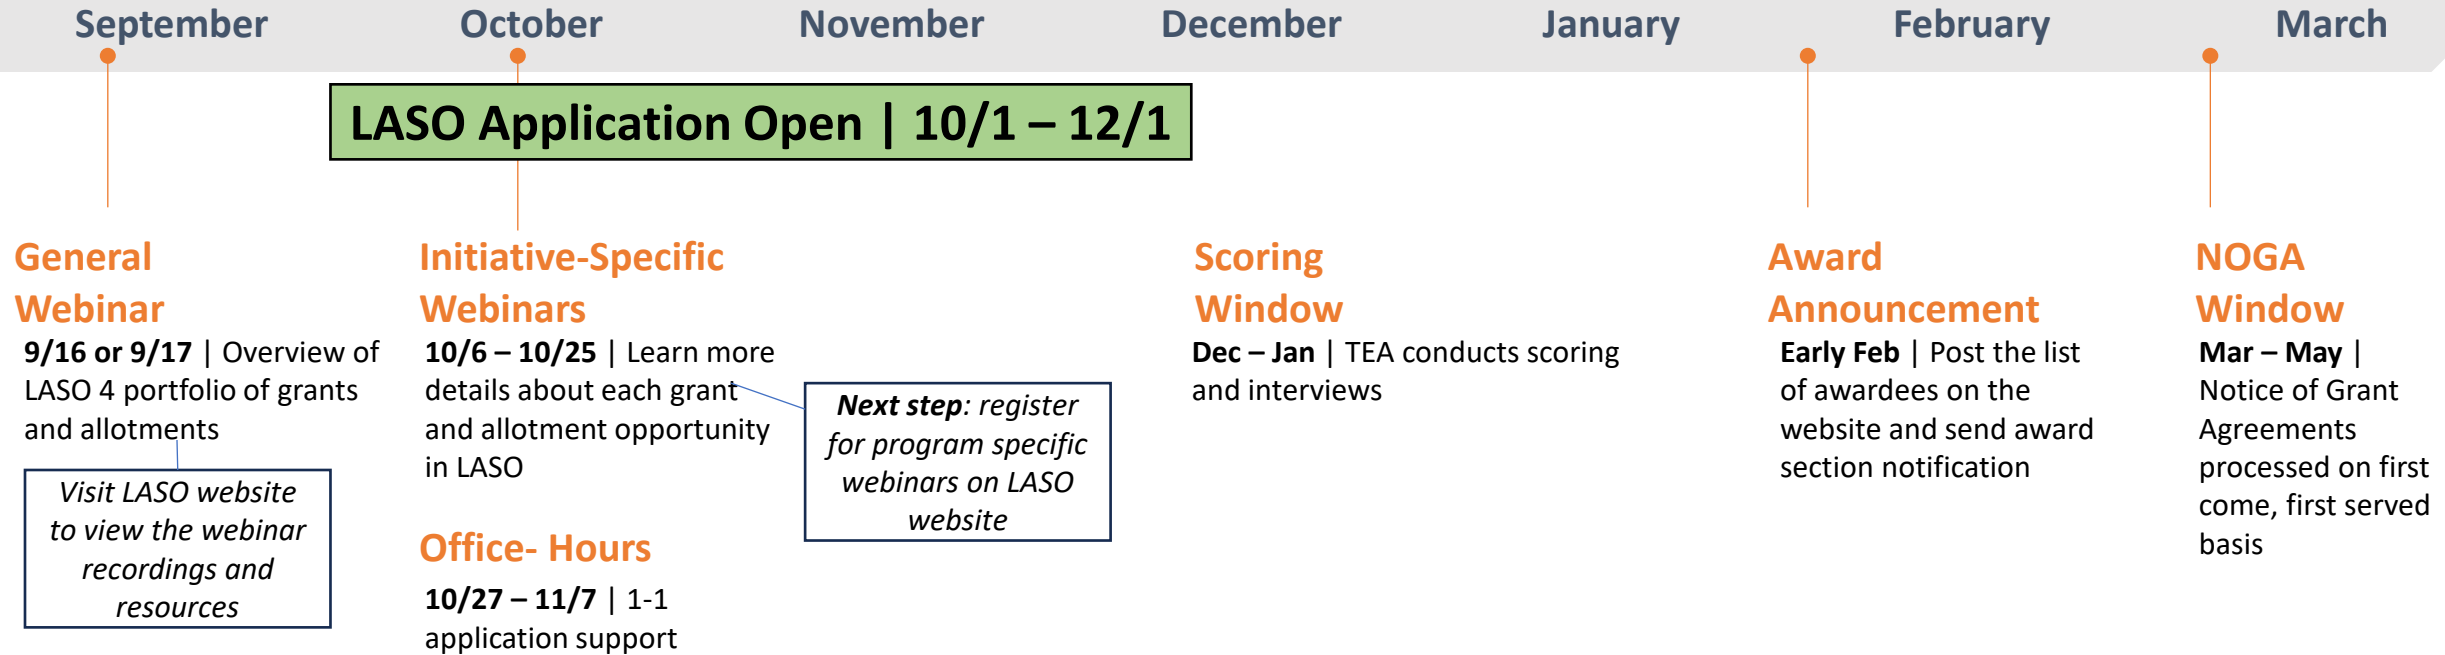 September October November December January February March
LASO Application Open | 10/1 – 12/1
General
Webinar
9/16 or 9/17 | Overview of
LASO 4 portfolio of grants
and allotments
Visit LASO website
to view the webinar
recordings and
resources
Initiative-Specific
Webinars
10/6 – 10/25 | Learn more
details about each grant
and allotment opportunity
in LASO
Next step: register
for program specific
webinars on LASO
website
Office- Hours
10/27 – 11/7 | 1-1
application support
Scoring
Window
Dec – Jan | TEA conducts scoring
and interviews
Award
Announcement
Early Feb | Post the list
of awardees on the
website and send award
section notification
NOGA
Window
Mar – May |
Notice of Grant
Agreements
processed on first
come, first served
basis